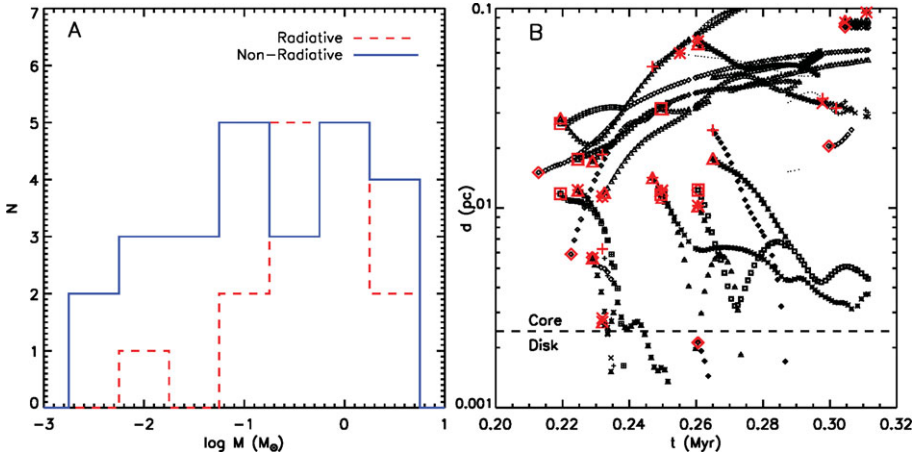 A
Radiative
Non-Radiative
6
5
4
3
2
1
0
N
−3
−2
−1
0
1
log M (M⊙)
B
0.1
0.01
0.001
d (pc)
Core
Disk
0.20
0.22
0.24
0.26
0.28
0.30
0.32
t (Myr)